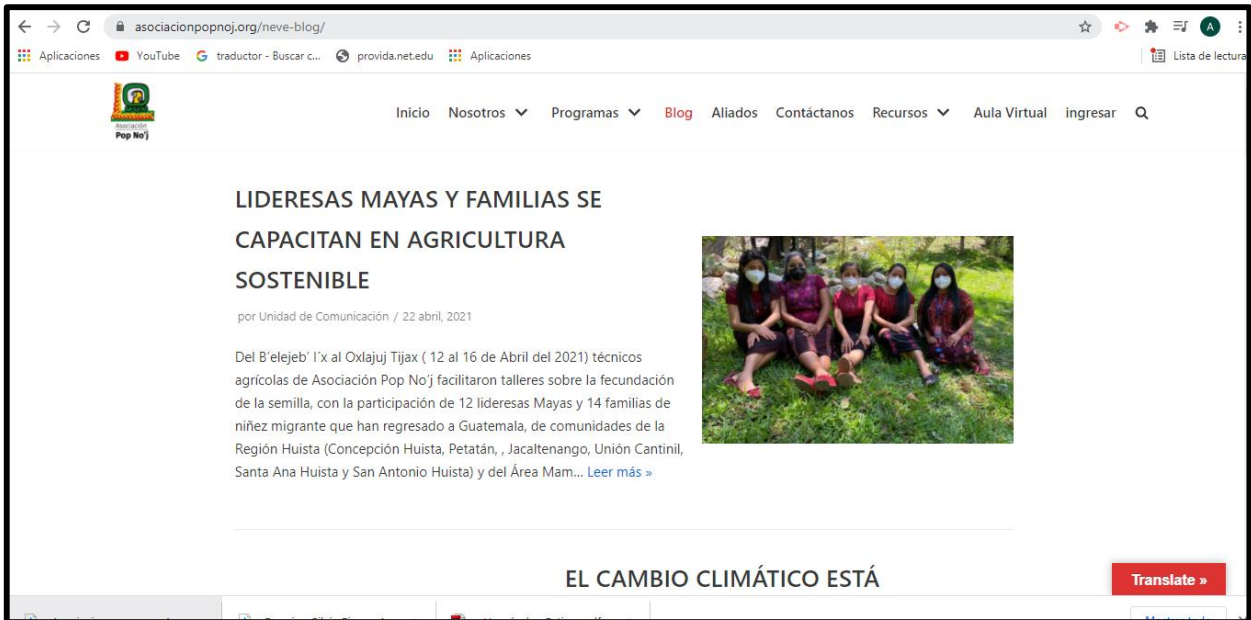 asociacionpopnoj.org/neve-blog/
Aplicaciones YouTube traductor - Buscar c... provida.net.edu Aplicaciones Lista de lectura
Asociación
Pop No'j
Inicio Nosotros Programas Blog Aliados Contáctanos Recursos Aula Virtual ingresar
LIDERESAS MAYAS Y FAMILIAS SE
CAPACITAN EN AGRICULTURA
SOSTENIBLE
por Unidad de Comunicación / 22 abril, 2021
Del B'elejeb' I'x al Oxlajuj Tijax ( 12 al 16 de Abril del 2021) técnicos
agrícolas de Asociación Pop No'j facilitaron talleres sobre la fecundación
de la semilla, con la participación de 12 lideresas Mayas y 14 familias de
niñez migrante que han regresado a Guatemala, de comunidades de la
Región Huista (Concepción Huista, Petatán, , Jacaltenango, Unión Cantinil,
Santa Ana Huista y San Antonio Huista) y del Área Mam... Leer más »
EL CAMBIO CLIMÁTICO ESTÁ
Translate »